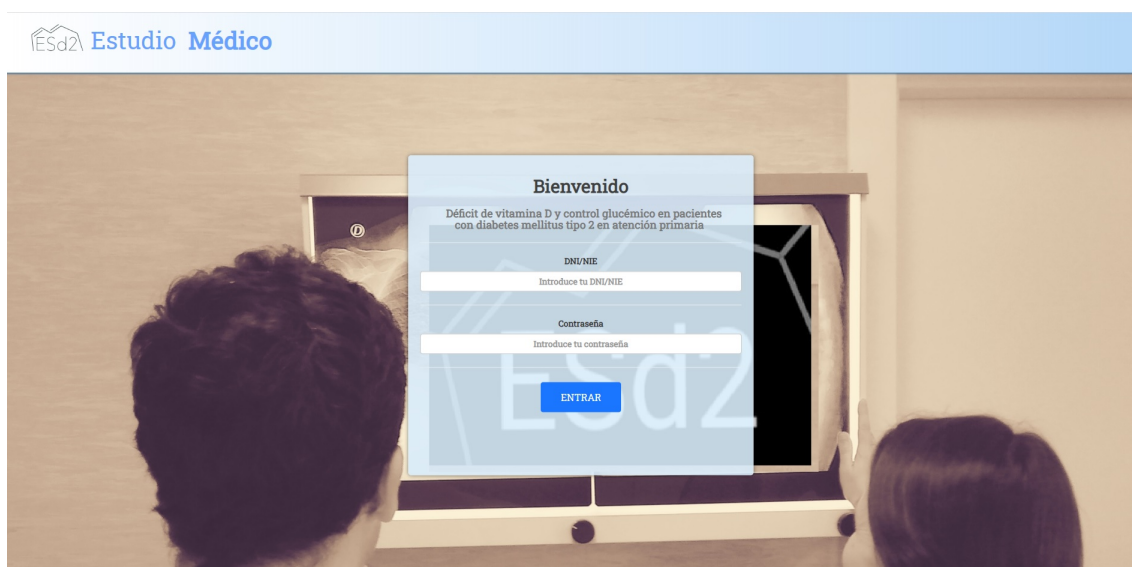 ESd2 Estudio Médico
Bienvenido
Déficit de vitamina D y control glucémico en pacientes
con diabetes mellitus tipo 2 en atención primaria
D
DNI/NIE
Introduce tu DNI/NIE
Contraseña
Introduce tu contraseña
ENTRAR
ESd2